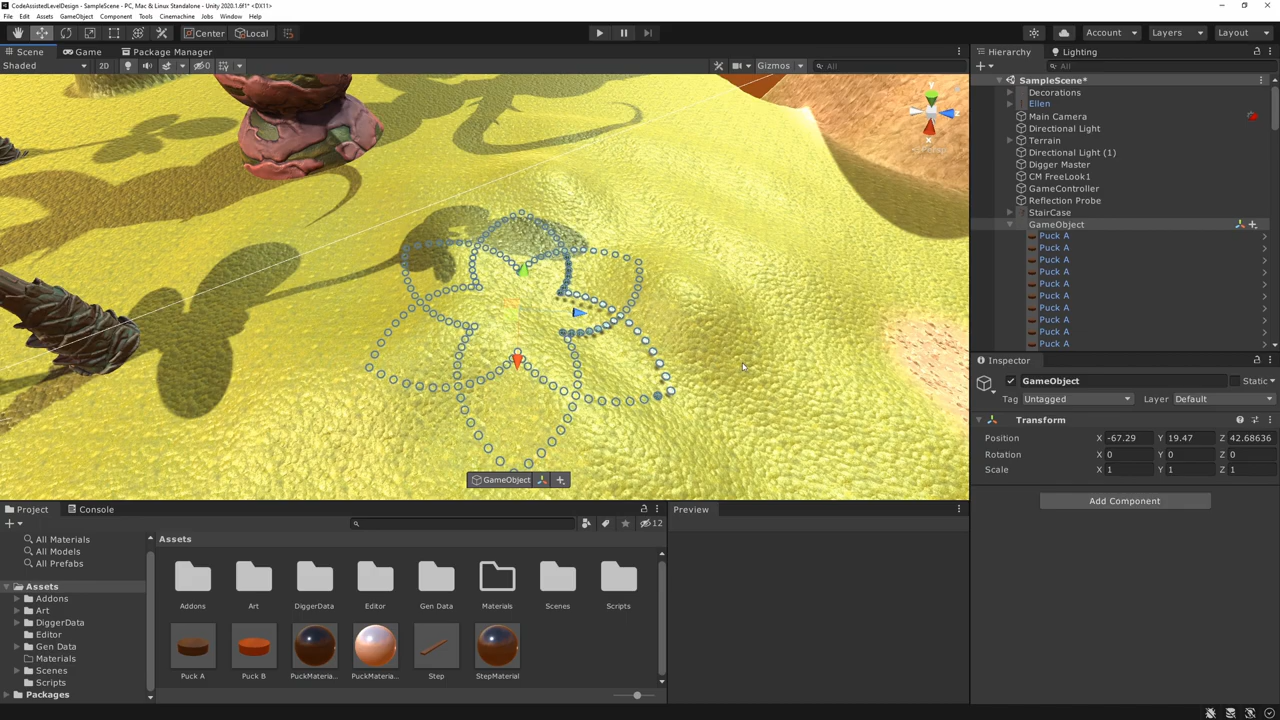 CodeAssistedLevelDesign - SampleScene - PC, Mac & Linux Standalone - Unity 2020.1.6f1* <DX11>
File Edit Assets GameObject Component Tools Cinemachine Jobs Window Help
Center Local Account Layers Layout
Scene Game Package Manager
Shaded 2D 0 Gizmos All
Persp
Hierarchy Lighting
All
SampleScene*
Decorations
Ellen
Main Camera
Directional Light
Terrain
Directional Light (1)
Digger Master
CM FreeLook1
GameController
Reflection Probe
StairCase
GameObject
Puck A
Puck A
Puck A
Puck A
Puck A
Puck A
Puck A
Puck A
Puck A
Puck A
GameObject
Inspector
GameObject Static
Tag Untagged Layer Default
Transform
Position X -67.29 Y 19.47 Z 42.68636
Rotation X 0 Y 0 Z 0
Scale X 1 Y 1 Z 1
Add Component
Project Console
12
All Materials
All Models
All Prefabs
Assets
Addons
Art
DiggerData
Editor
Gen Data
Materials
Scenes
Scripts
Packages
Assets
Addons Art DiggerData Editor Gen Data Materials Scenes Scripts
Puck A Puck B PuckMateria... PuckMateria... Step StepMaterial
Preview